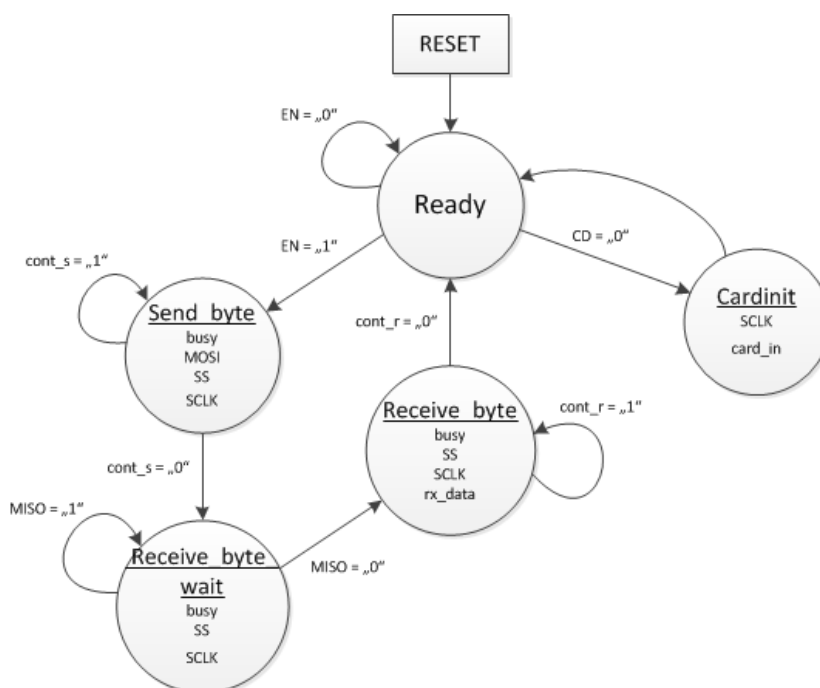 RESET
EN = „0“
Ready
CD = „0“
EN = „1“
cont_s = „1“
Send_byte
busy
MOSI
SS
SCLK
Cardinit
SCLK
card_in
cont_r = „0“
Receive_byte
busy
SS
SCLK
rx_data
cont_r = „1“
cont_s = „0“
MISO = „1“
Receive_byte_
wait
busy
SS
SCLK
MISO = „0“